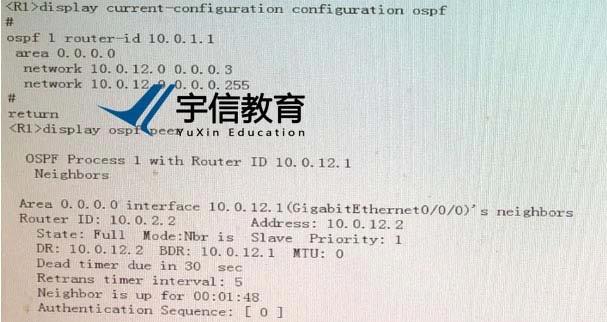 <R1>display current-configuration configuration ospf
#
ospf 1 router-id 10.0.1.1
area 0.0.0.0
network 10.0.12.0 0.0.0.3
network 10.0.12.0 0.0.0.255
#
return
<R1>display ospf peer
宇信教育
YuXin Education
OSPF Process 1 with Router ID 10.0.12.1
Neighbors
Area 0.0.0.0 interface 10.0.12.1(GigabitEthernet0/0/0)'s neighbors
Router ID: 10.0.2.2 Address: 10.0.12.2
State: Full Mode:Nbr is Slave Priority: 1
DR: 10.0.12.2 BDR: 10.0.12.1 MTU: 0
Dead timer due in 30 sec
Retrans timer interval: 5
Neighbor is up for 00:01:48
Authentication Sequence: [ 0 ]